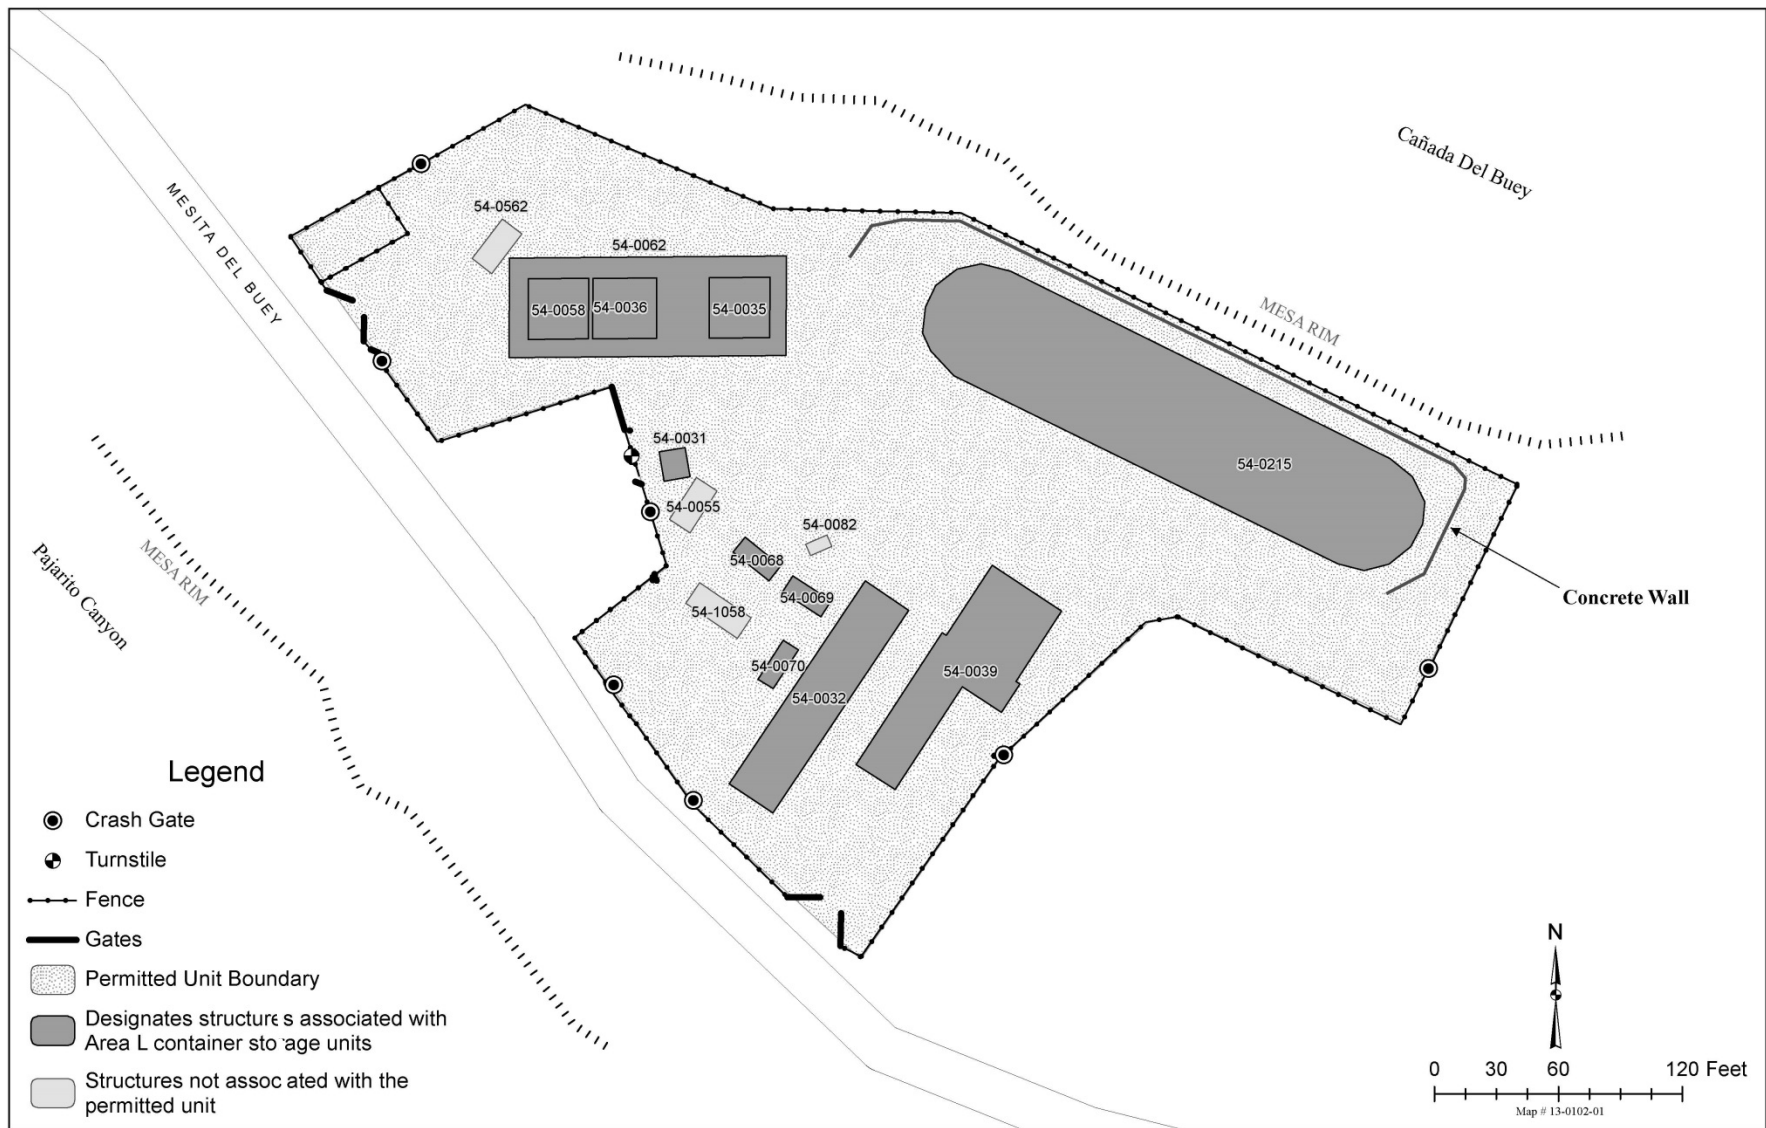 Cañada Del Buey
MESITA DEL BUEY
54-0562
54-0062
54-0058
54-0036
54-0035
MESA RIM
54-0031
54-0215
54-0055
54-0082
54-0068
54-0069
54-1058
Concrete Wall
54-0070
54-0032
54-0039
Pajarito Canyon
MESA RIM
Legend
Crash Gate
Turnstile
Fence
Gates
Permitted Unit Boundary
Designates structures associated with
Area L container storage units
Structures not associated with the
permitted unit
N
0 30 60 120 Feet
Map # 13-0102-01